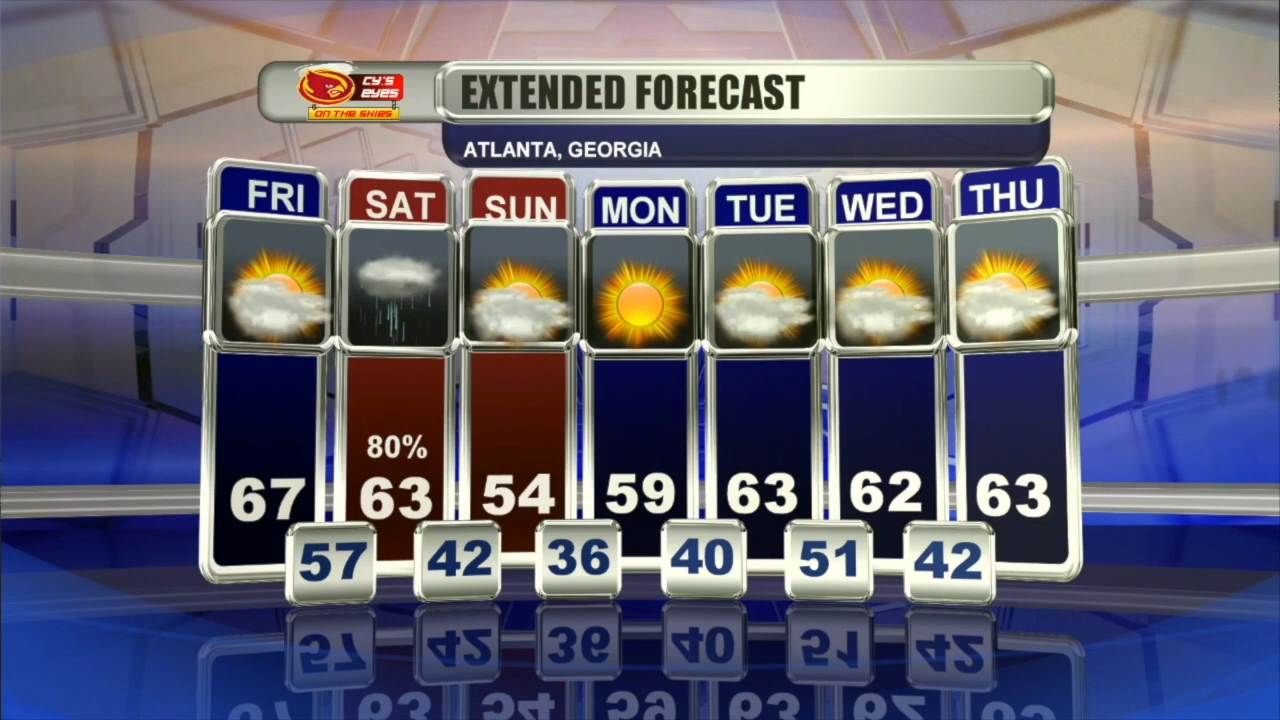 CY'S
EYES
ON THE SKIES
EXTENDED FORECAST
ATLANTA, GEORGIA
FRI SAT SUN MON TUE WED THU
80%
67 63 54 59 63 62 63
57 42 36 40 51 42